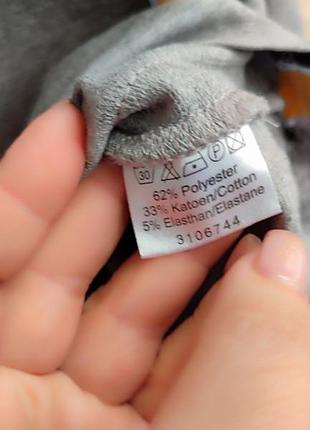 30 P
62% Polyester
33% Katoen/Cotton
5% Elasthan/Elastane
3106744